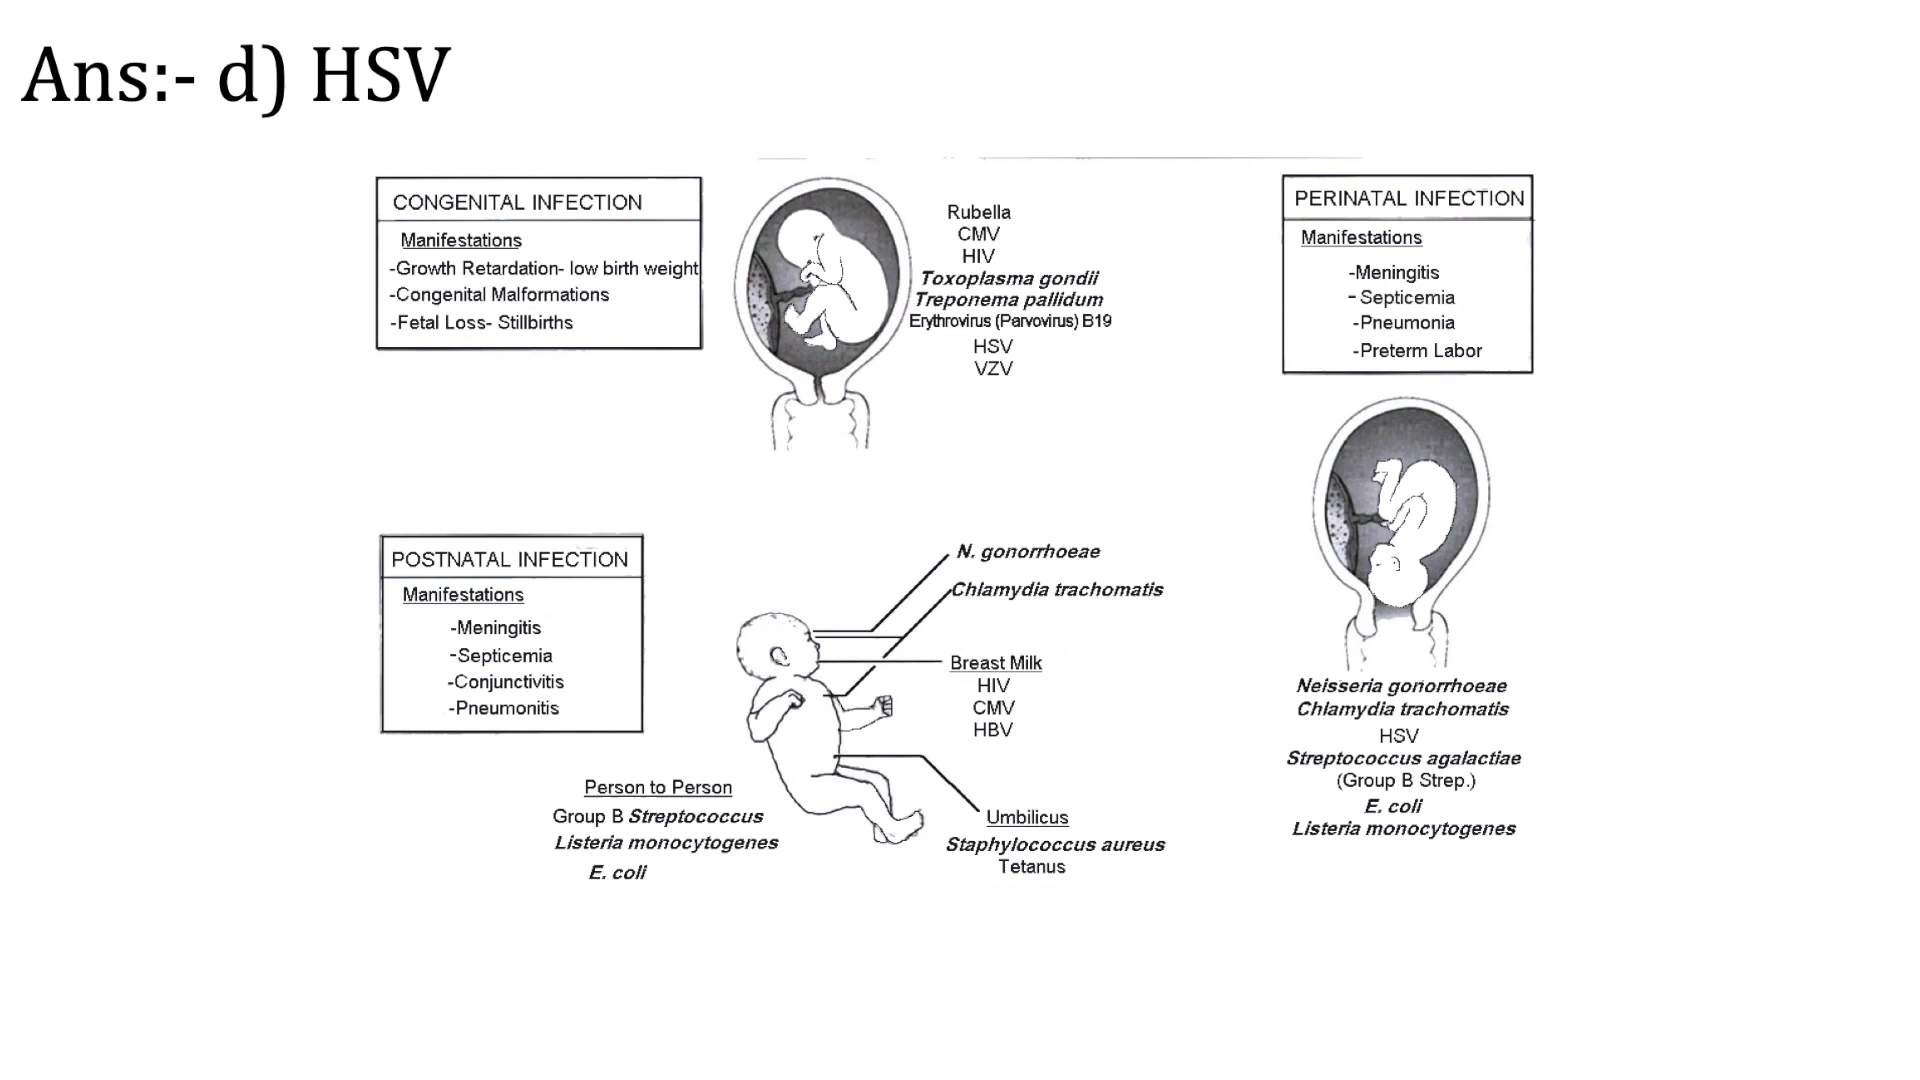 Ans:- d) HSV
CONGENITAL INFECTION
Manifestations
-Growth Retardation- low birth weight
-Congenital Malformations
-Fetal Loss- Stillbirths
Rubella
CMV
HIV
Toxoplasma gondii
Treponema pallidum
Erythrovirus (Parvovirus) B19
HSV
VZV
PERINATAL INFECTION
Manifestations
-Meningitis
- Septicemia
-Pneumonia
-Preterm Labor
Neisseria gonorrhoeae
Chlamydia trachomatis
HSV
Streptococcus agalactiae
(Group B Strep.)
E. coli
Listeria monocytogenes
POSTNATAL INFECTION
Manifestations
-Meningitis
-Septicemia
-Conjunctivitis
-Pneumonitis
N. gonorrhoeae
Chlamydia trachomatis
Breast Milk
HIV
CMV
HBV
Person to Person
Group B Streptococcus
Listeria monocytogenes
E. coli
Umbilicus
Staphylococcus aureus
Tetanus